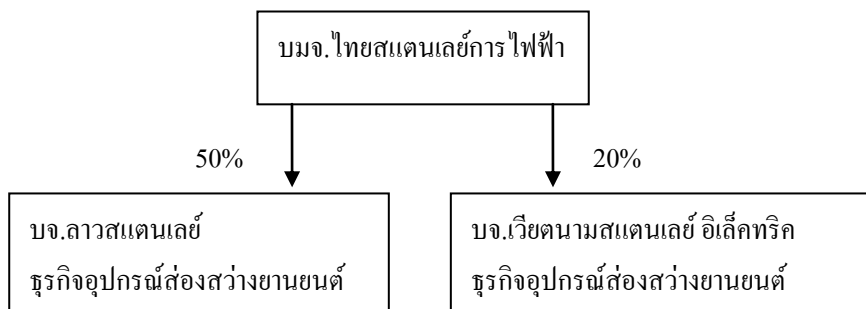 บมจ.ไทยสแตนเลย์การไฟฟ้า
50%
20%
บจ.ลาวสแตนเลย์
ธุรกิจอุปกรณ์ส่องสว่างยานยนต์
บจ.เวียตนามสแตนเลย์ อิเล็คทริค
ธุรกิจอุปกรณ์ส่องสว่างยานยนต์